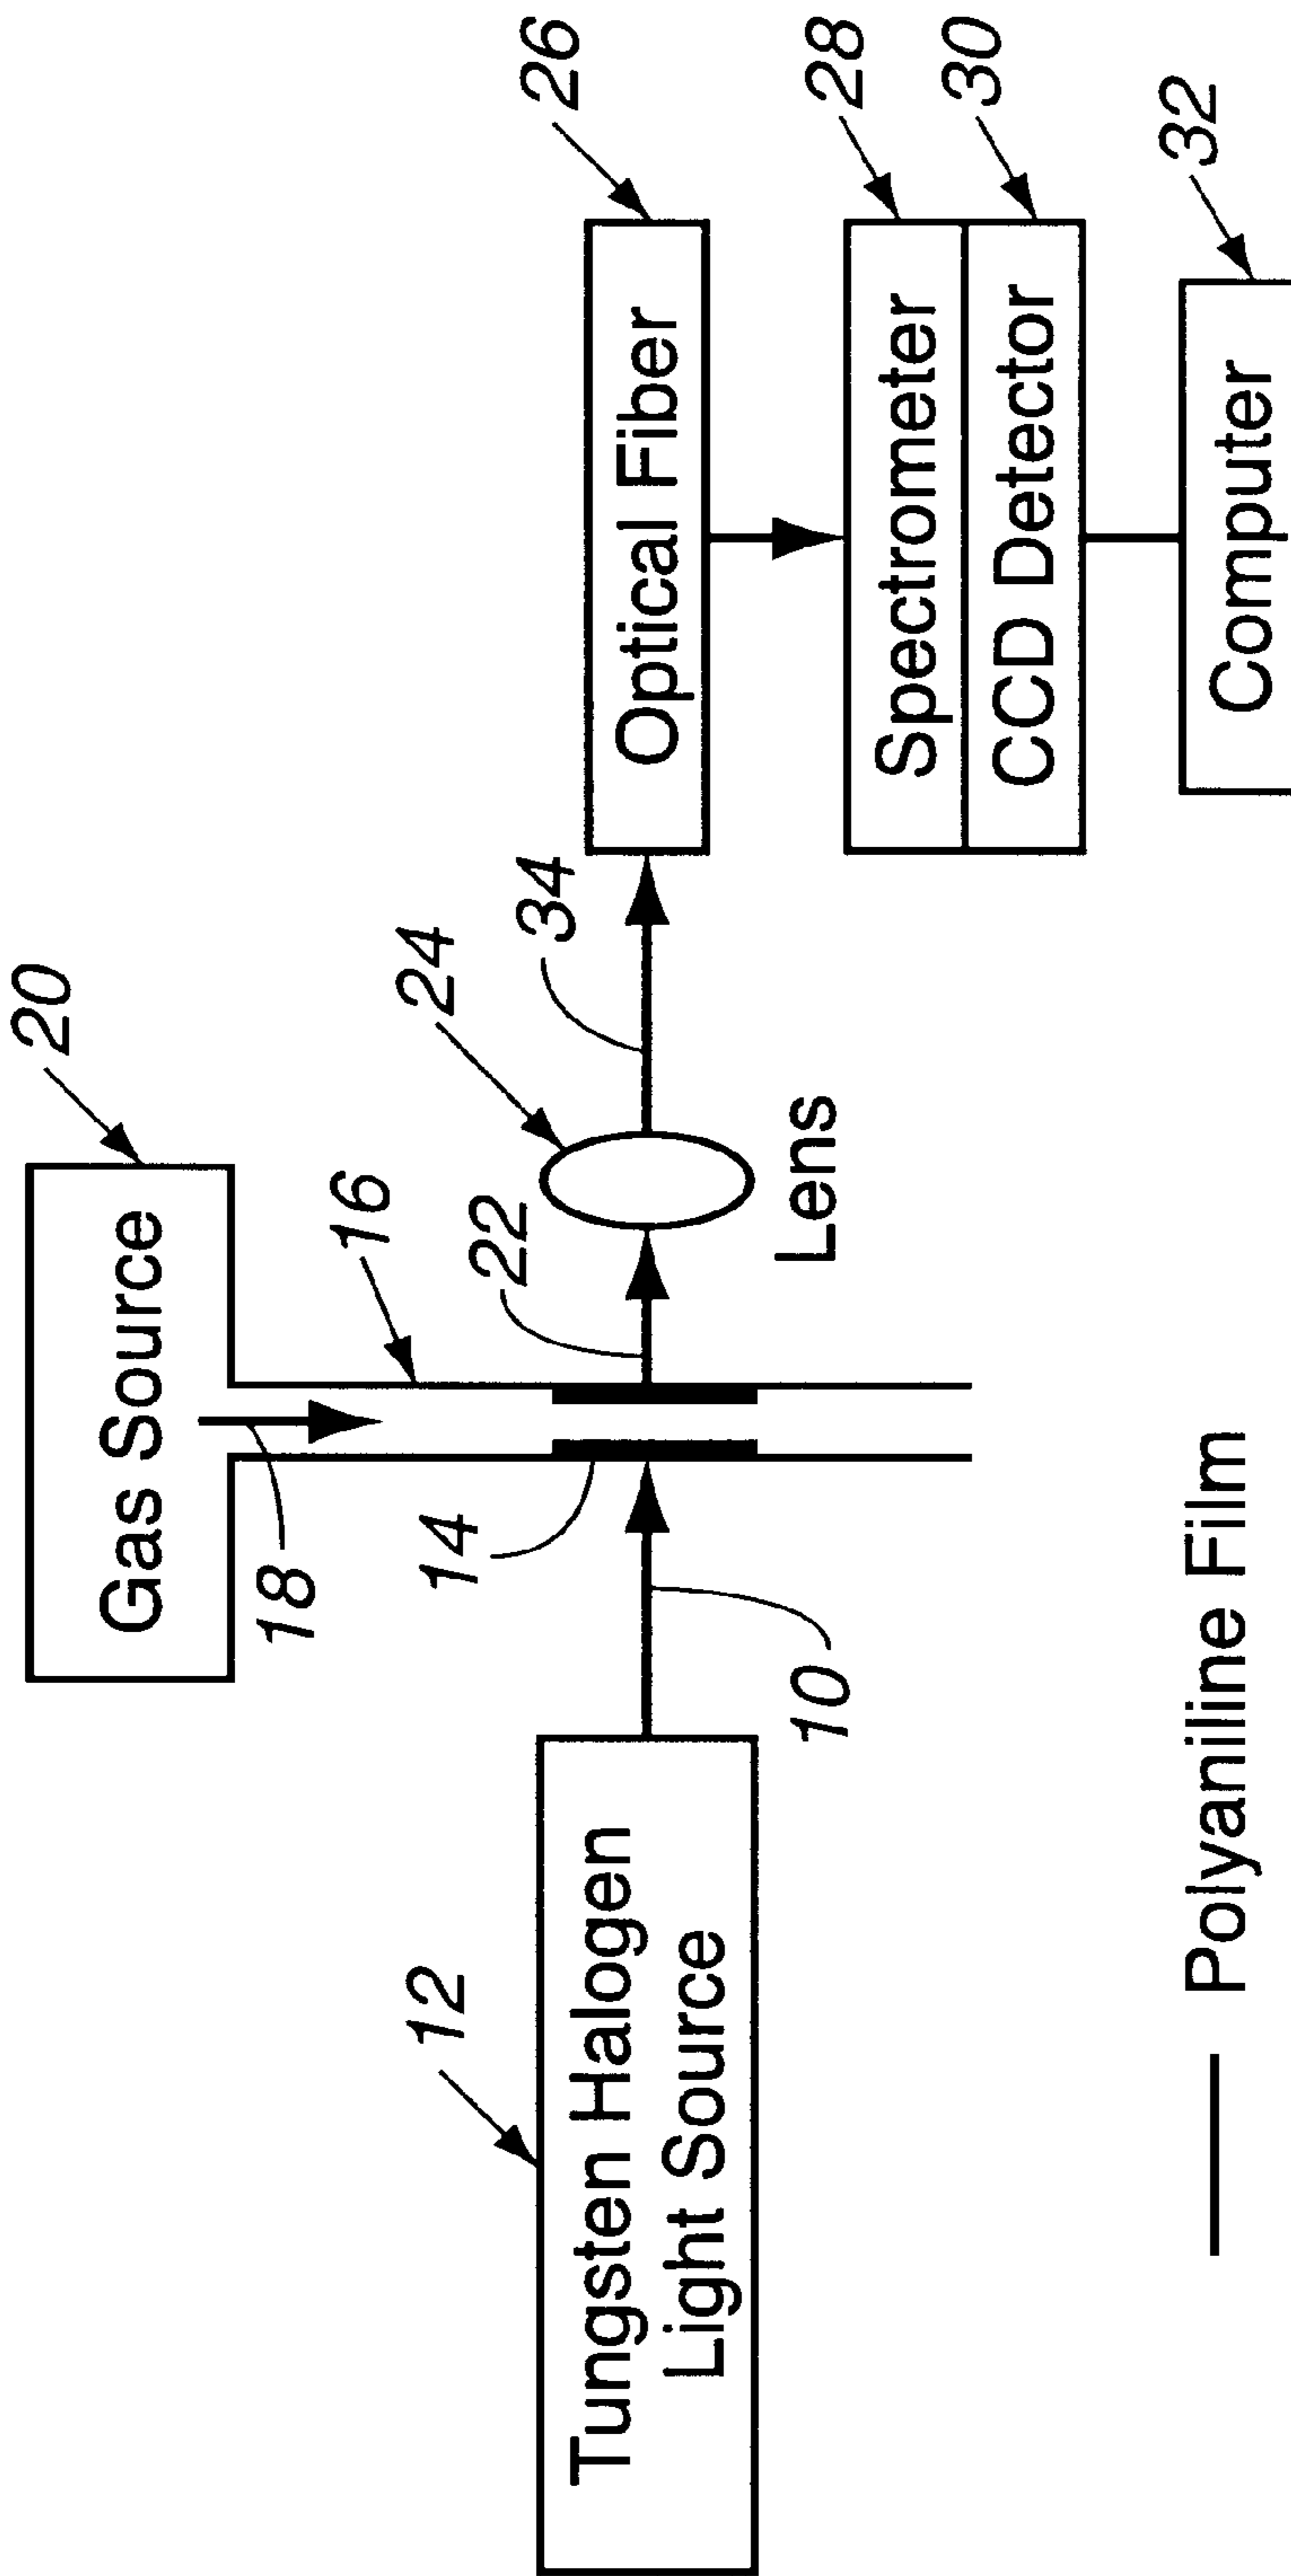 20
Gas Source
18
16
26
12
14
22
24
34
Tungsten Halogen
Light Source
Optical Fiber
10
Lens
28
Spectrometer
30
CCD Detector
32
Computer
Polyaniline Film